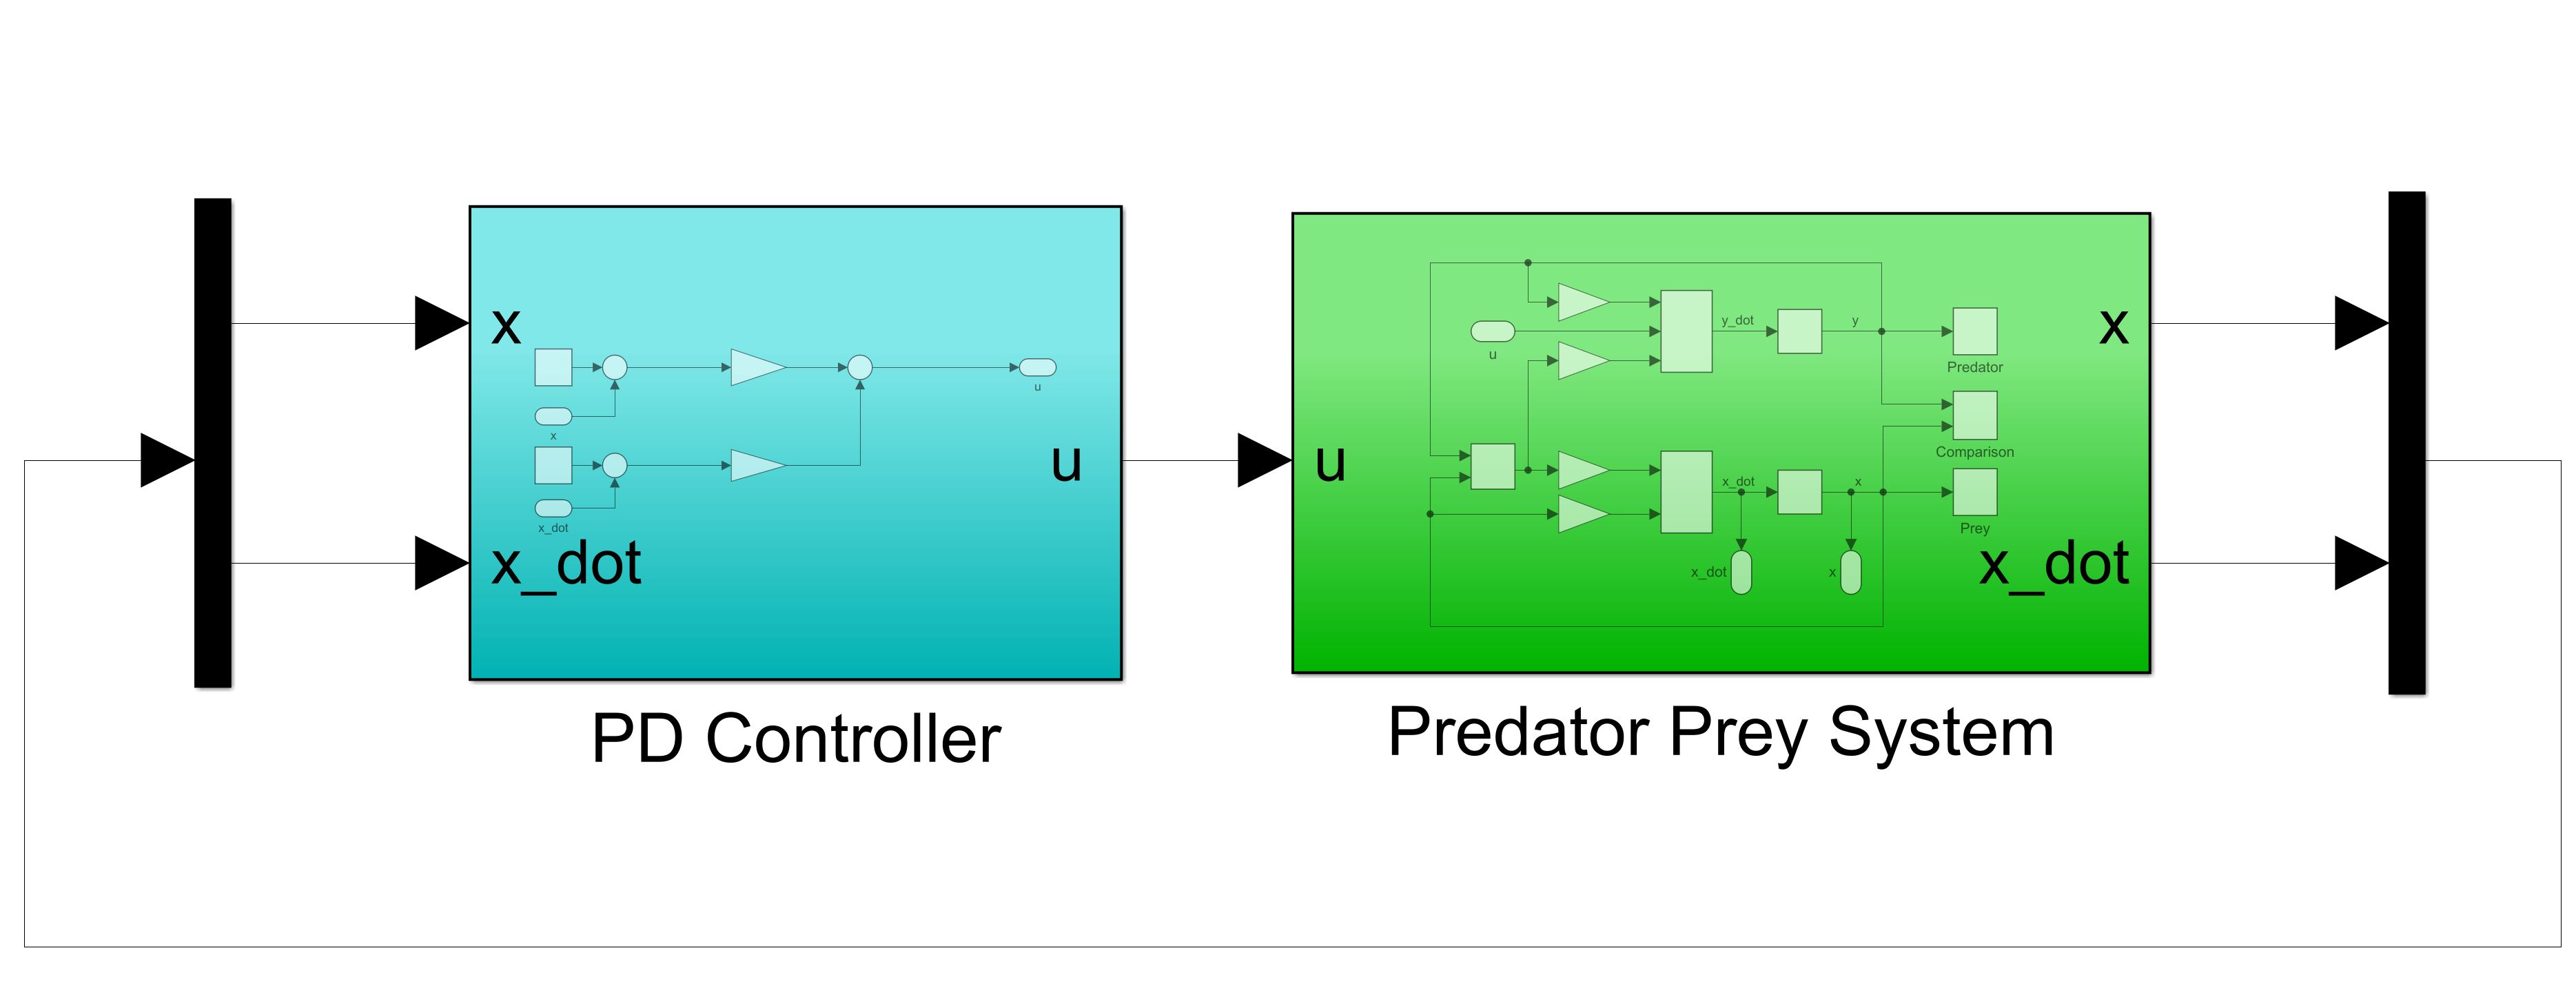 x
x
x_dot
u
u
x_dot
PD Controller
u
u
y_dot
y
Predator
Comparison
x_dot
x
Prey
x_dot
x
x
x_dot
Predator Prey System